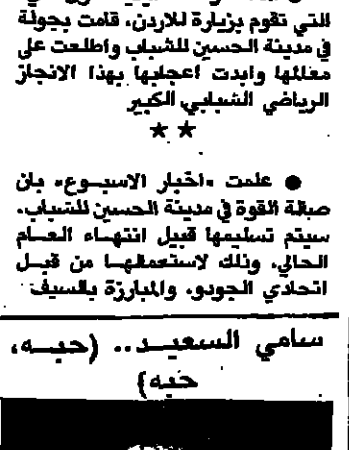 التي تقوم بزيارة للاردن، قامت بجولة
في مدينة الحسين للشباب واطلعت على
معالمها وابدت اعجابها بهذا الانجاز
الرياضي الشبابي الكبير
★ ★
● علمت «اخبار الاسبوع» بان
صالة القوة في مدينة الحسين للشباب،
سيتم تسليمها قبيل انتهاء العام
الحالي، وذلك لاستعمالها من قبل
اتحادي الجودو، والمبارزة بالسيف
سامي السعيد.. (حبه،
حبه)